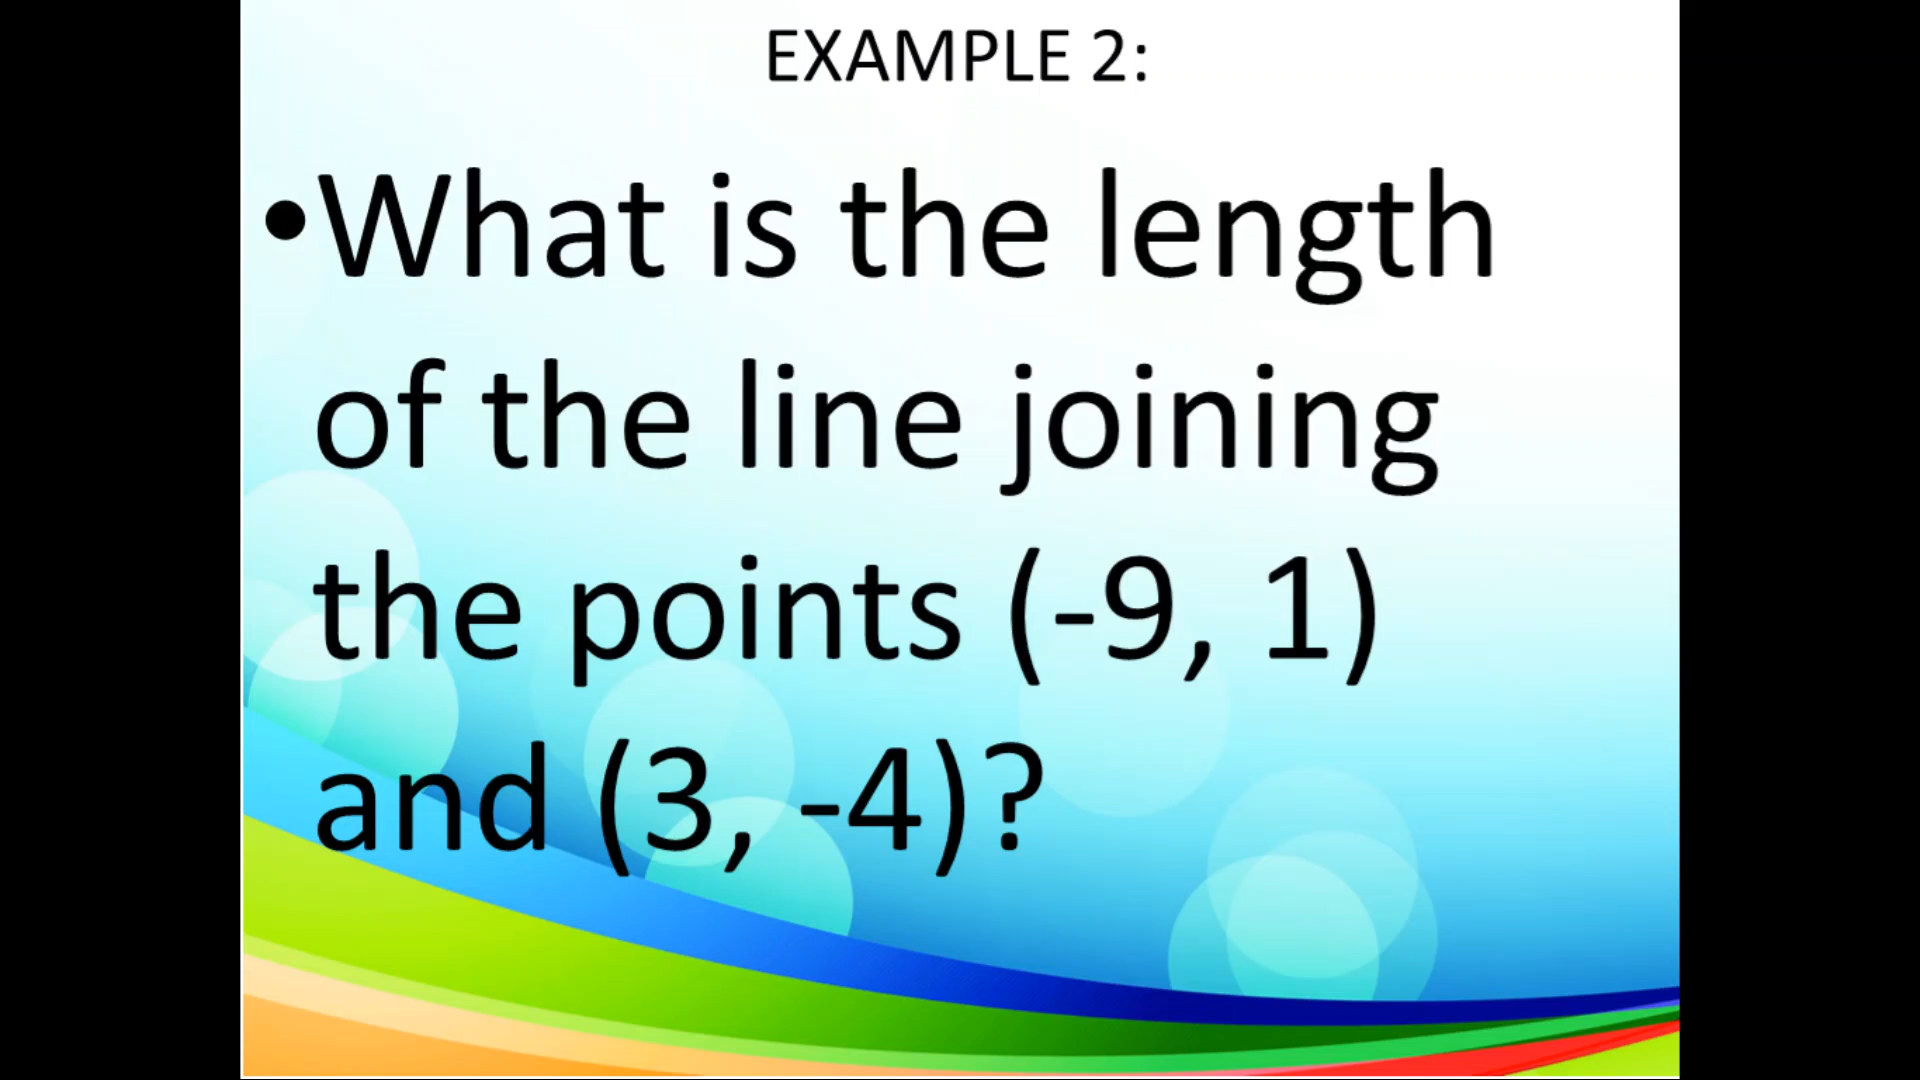 EXAMPLE 2:
•What is the length
of the line joining
the points (-9, 1)
and (3, -4)?